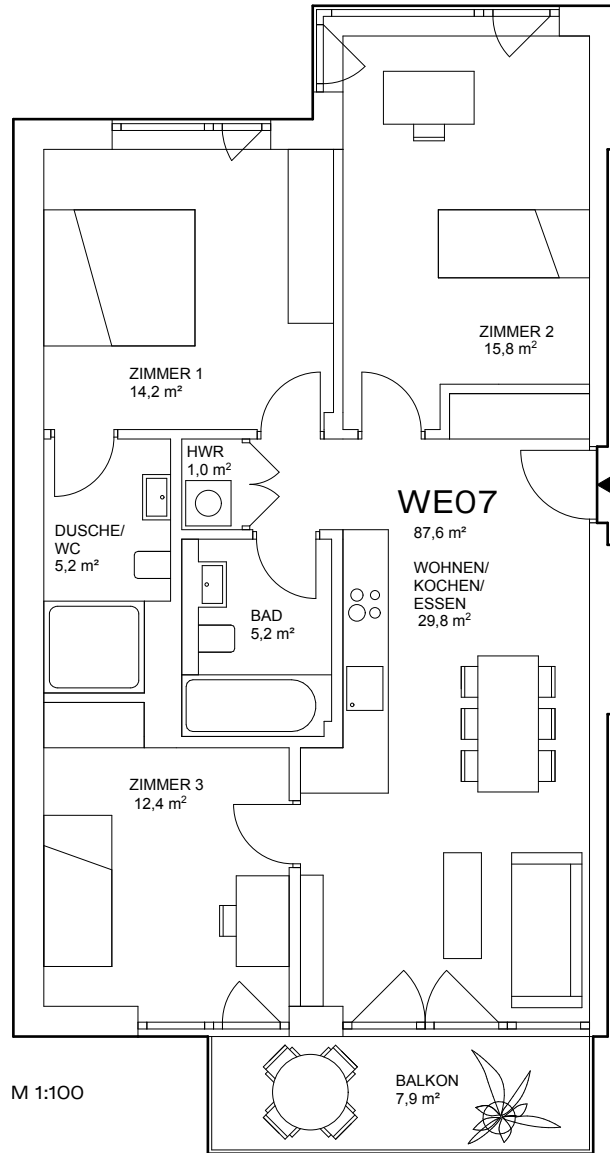 ZIMMER 2
15,8 m²
ZIMMER 1
14,2 m²
HWR
1,0 m²
WE07
87,6 m²
DUSCHE/
WC
5,2 m²
WOHNEN/
KOCHEN/
ESSEN
29,8 m²
BAD
5,2 m²
ZIMMER 3
12,4 m²
M 1:100
BALKON
7,9 m²